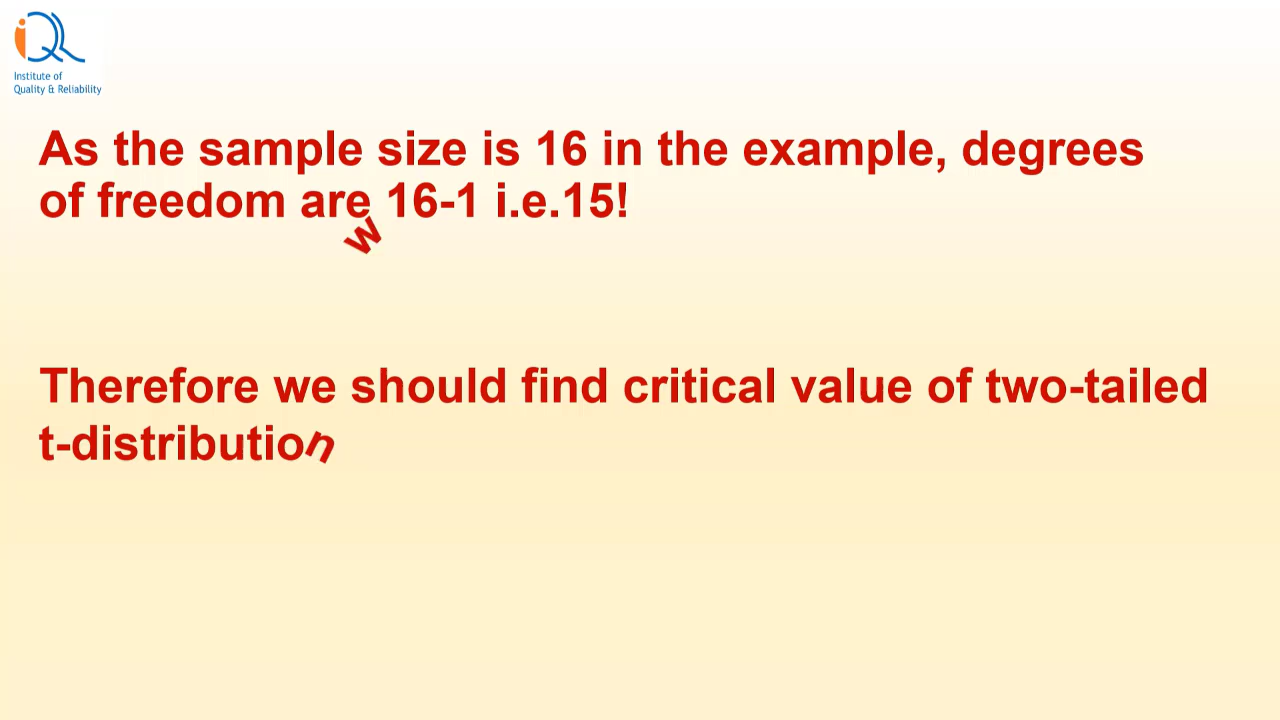 iQL
Institute of
Quality & Reliability
As the sample size is 16 in the example, degrees
of freedom are 16-1 i.e.15!
w
Therefore we should find critical value of two-tailed
t-distribution